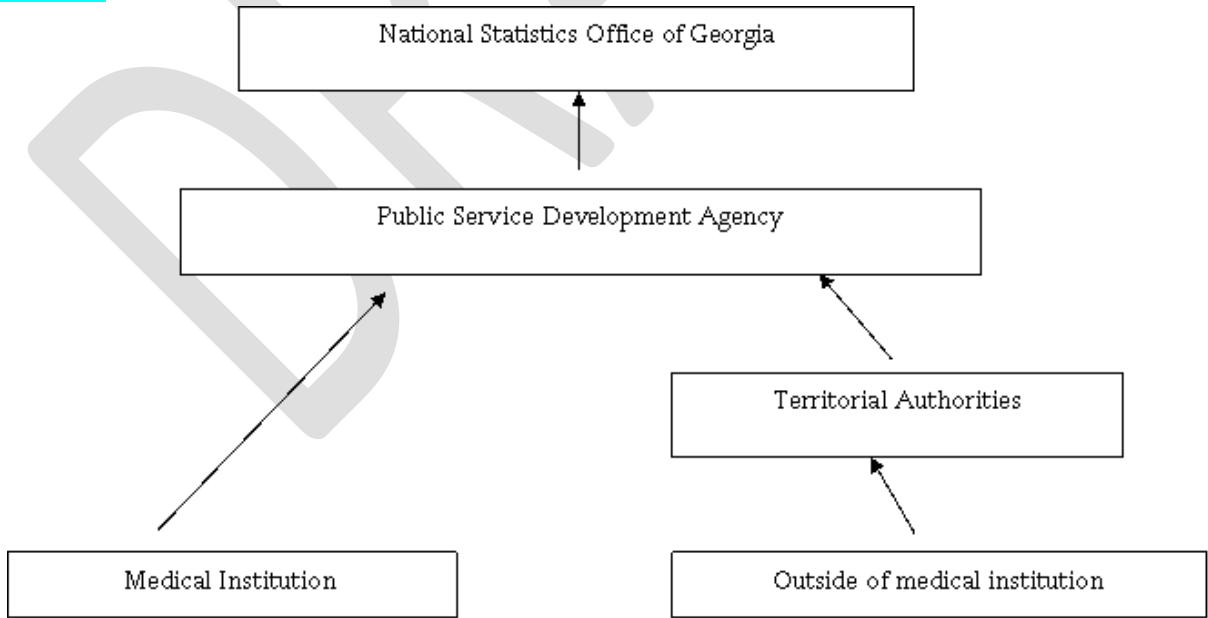 National Statistics Office of Georgia
Public Service Development Agency
Territorial Authorities
Medical Institution
Outside of medical institution